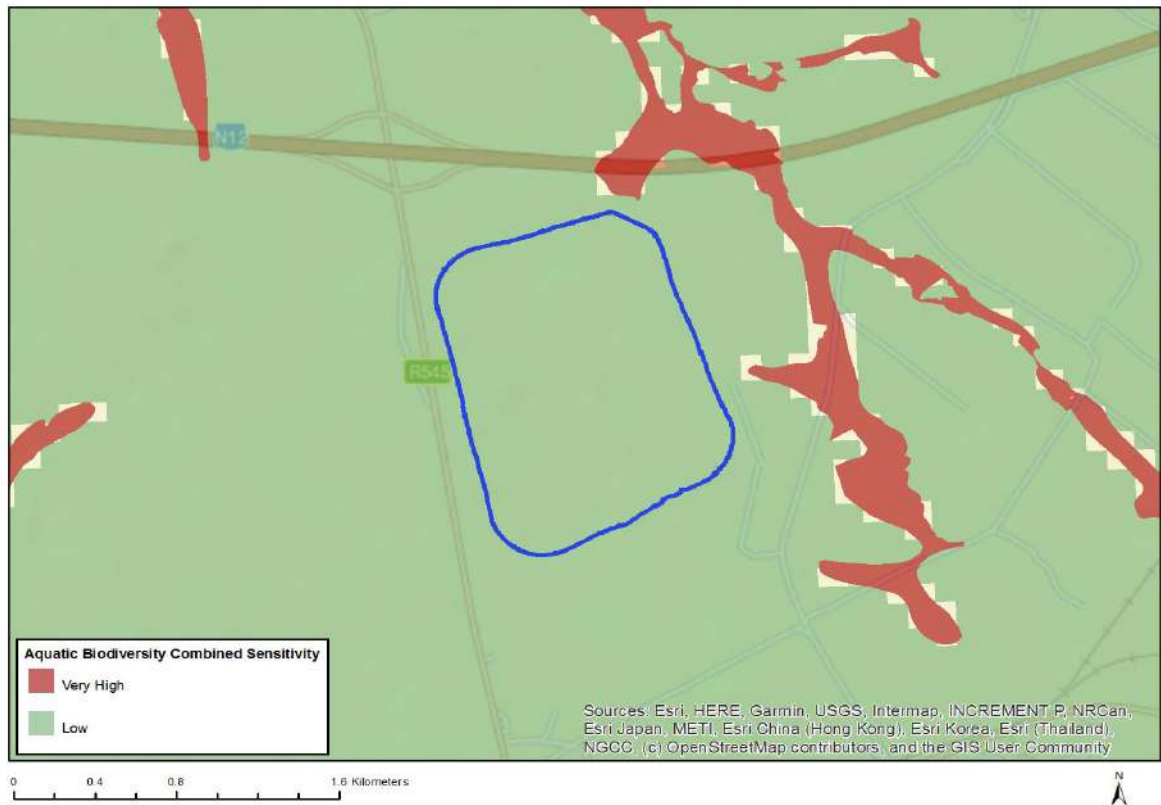 N12
R545
Aquatic Biodiversity Combined Sensitivity
Very High
Low
Sources: Esri, HERE, Garmin, USGS, Intermap, INCREMENT P, NRCan,
Esri Japan, METI, Esri China (Hong Kong), Esri Korea, Esri (Thailand),
NGCC, (c) OpenStreetMap contributors, and the GIS User Community
0 0.4 0.8 1.6 Kilometers
N